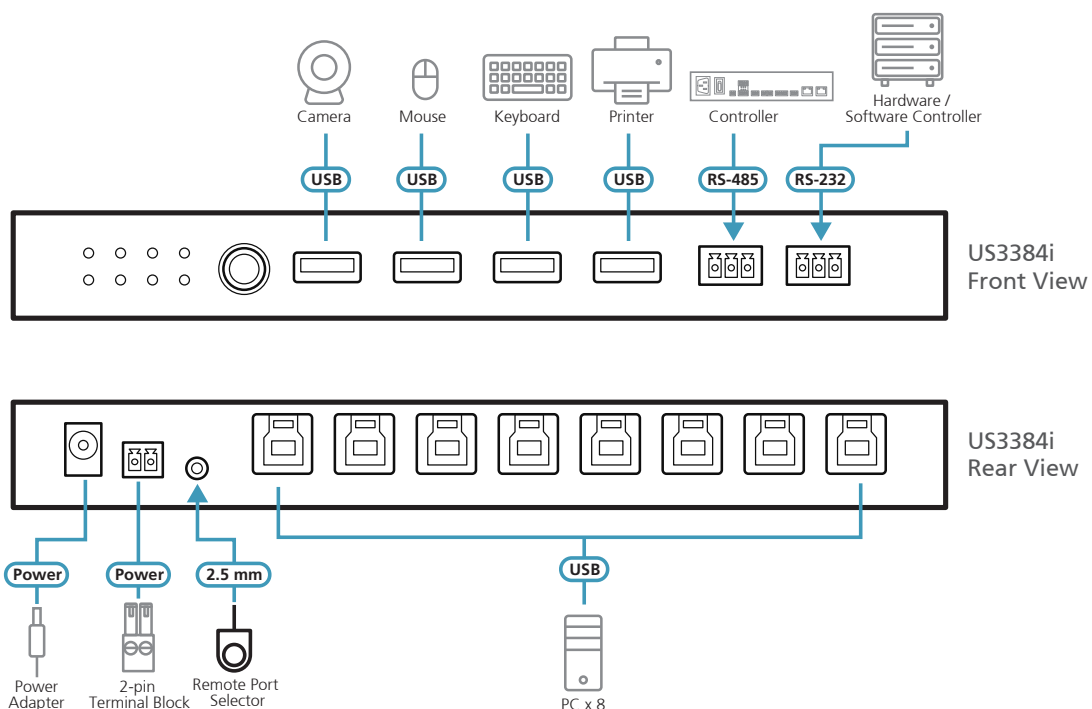 Camera
Mouse
Keyboard
Printer
Controller
Hardware /
Software Controller
USB
USB
USB
USB
RS-485
RS-232
US3384i
Front View
US3384i
Rear View
Power
Power
2.5 mm
USB
Power
Adapter
2-pin
Terminal Block
Remote Port
Selector
PC x 8